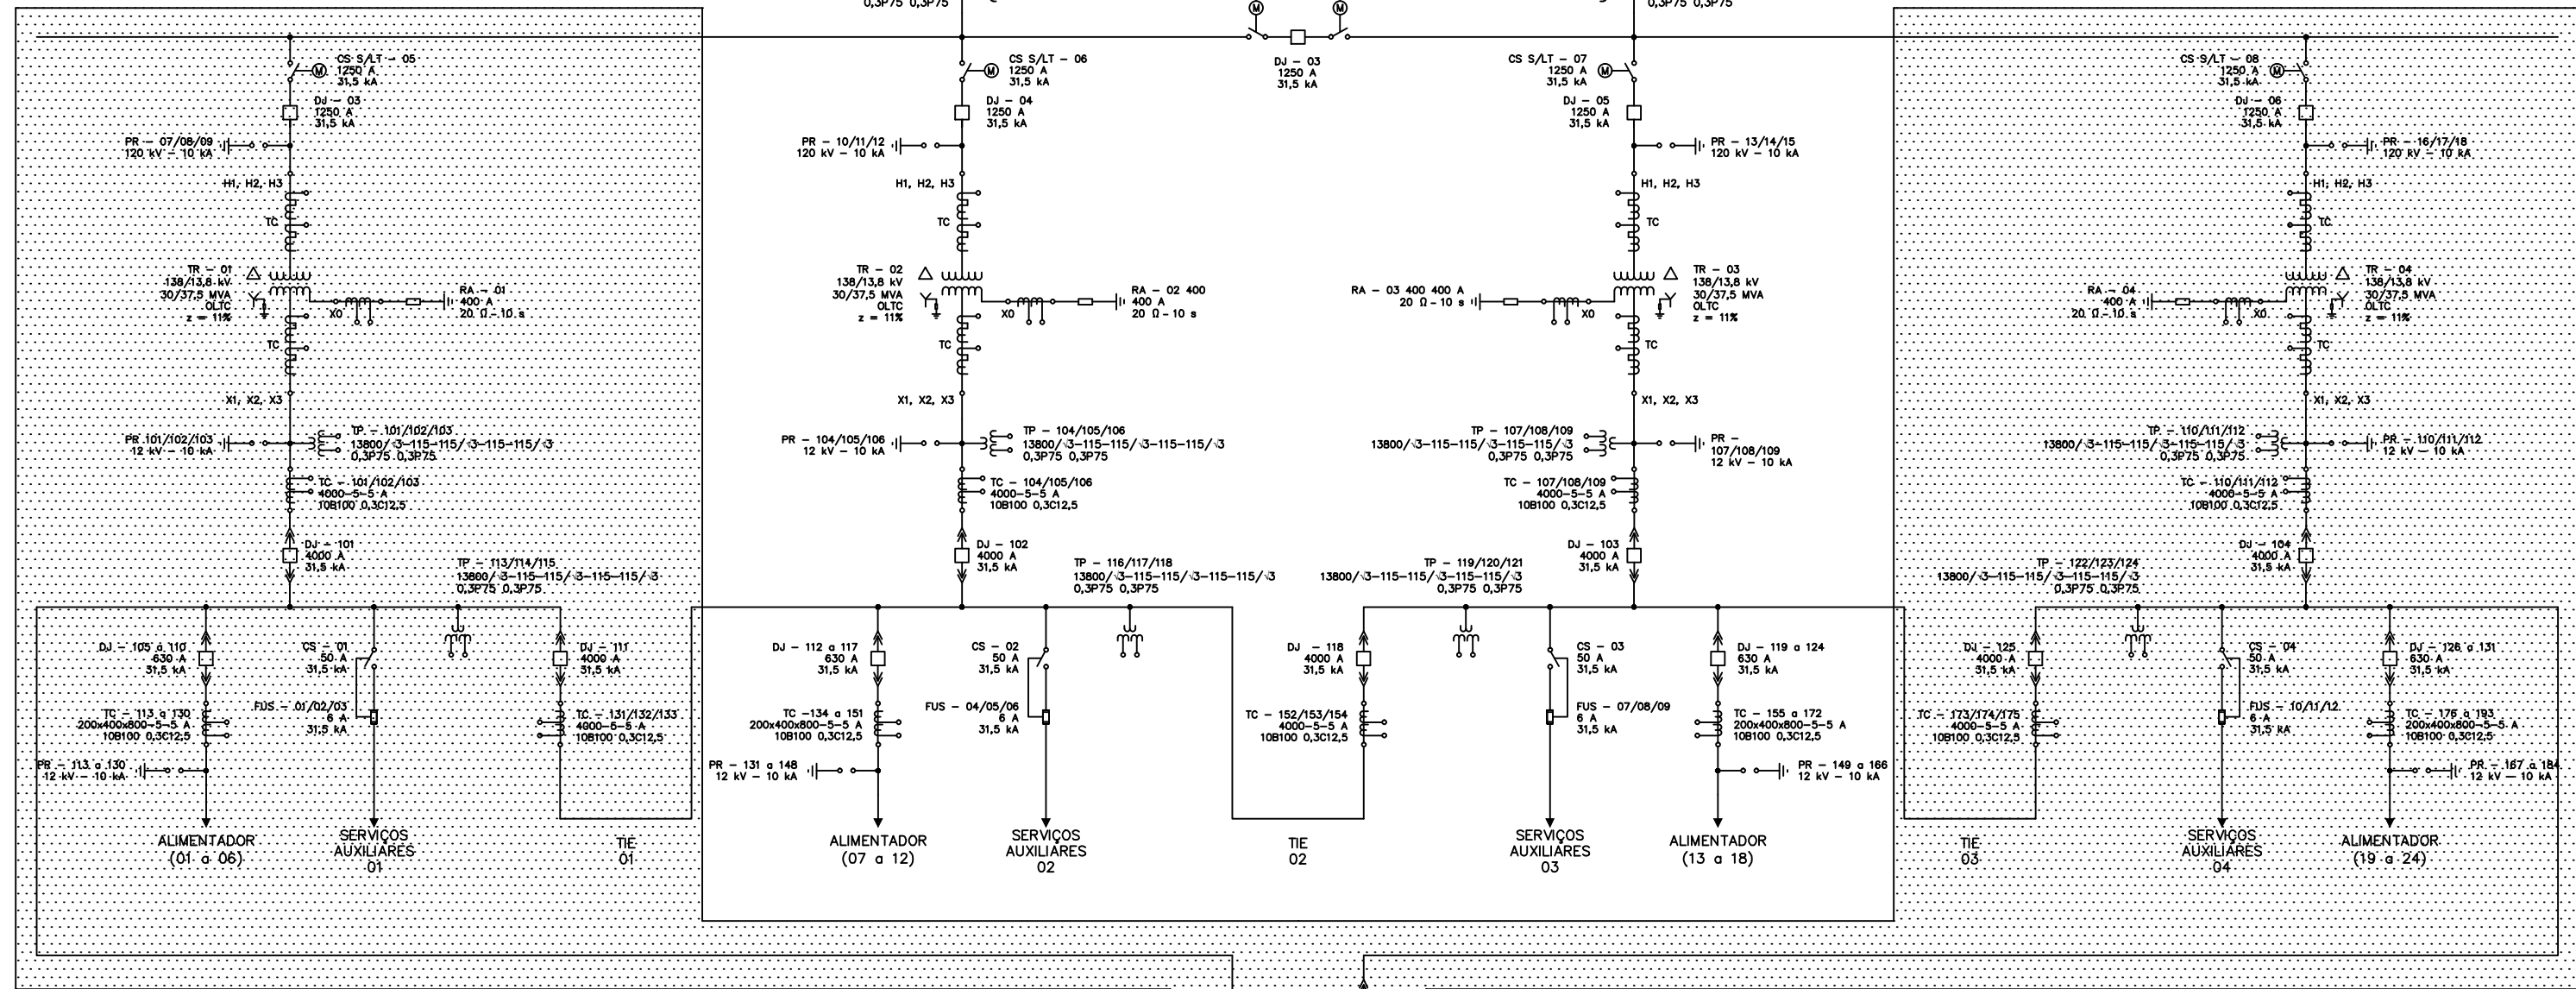 0,3P75 0,3P75
0,3P75 0,3P75
M
M
CS S/LT - 05
1250 A
31,5 kA
M
CS S/LT - 06
1250 A
31,5 kA
M
DJ - 03
1250 A
31,5 kA
CS S/LT - 07
1250 A
31,5 kA
M
CS S/LT - 08
1250 A
31,5 kA
M
DJ - 03
1250 A
31,5 kA
DJ - 04
1250 A
31,5 kA
DJ - 05
1250 A
31,5 kA
DJ - 06
1250 A
31,5 kA
PR - 07/08/09
120 kV - 10 kA
PR - 10/11/12
120 kV - 10 kA
PR - 13/14/15
120 kV - 10 kA
PR - 16/17/18
120 kV - 10 kA
H1, H2, H3
H1, H2, H3
H1, H2, H3
H1, H2, H3
TC
TC
TC
TC
TR - 01
138/13,8 kV
30/37,5 MVA
OLTC
z = 11%
RA - 01
400 A
20 Ω - 10 s
X0
TR - 02
138/13,8 kV
30/37,5 MVA
OLTC
z = 11%
RA - 02 400
400 A
20 Ω - 10 s
X0
RA - 03 400 400 A
20 Ω - 10 s
X0
TR - 03
138/13,8 kV
30/37,5 MVA
OLTC
z = 11%
RA - 04
400 A
20 Ω - 10 s
X0
TR - 04
138/13,8 kV
30/37,5 MVA
OLTC
z = 11%
TC
TC
TC
TC
X1, X2, X3
X1, X2, X3
X1, X2, X3
X1, X2, X3
PR 101/102/103
12 kV - 10 kA
TP - 101/102/103
13800/√3-115-115/√3-115-115/√3
0,3P75 0,3P75
PR - 104/105/106
12 kV - 10 kA
TP - 104/105/106
13800/√3-115-115/√3-115-115/√3
0,3P75 0,3P75
TP - 107/108/109
13800/√3-115-115/√3-115-115/√3
0,3P75 0,3P75
PR -
107/108/109
12 kV - 10 kA
TP - 110/111/112
13800/√3-115-115/√3-115-115/√3
0,3P75 0,3P75
PR - 110/111/112
12 kV - 10 kA
TC - 101/102/103
4000-5-5 A
10B100 0,3C12,5
TC - 104/105/106
4000-5-5 A
10B100 0,3C12,5
TC - 107/108/109
4000-5-5 A
10B100 0,3C12,5
TC - 110/111/112
4000-5-5 A
10B100 0,3C12,5
DJ - 101
4000 A
31,5 kA
DJ - 102
4000 A
31,5 kA
DJ - 103
4000 A
31,5 kA
DJ - 104
4000 A
31,5 kA
TP - 113/114/115
13800/√3-115-115/√3-115-115/√3
0,3P75 0,3P75
TP - 116/117/118
13800/√3-115-115/√3-115-115/√3
0,3P75 0,3P75
TP - 119/120/121
13800/√3-115-115/√3-115-115/√3
0,3P75 0,3P75
TP - 122/123/124
13800/√3-115-115/√3-115-115/√3
0,3P75 0,3P75
DJ - 105 a 110
630 A
31,5 kA
CS - 01
50 A
31,5 kA
DJ - 111
4000 A
31,5 kA
DJ - 112 a 117
630 A
31,5 kA
CS - 02
50 A
31,5 kA
DJ - 118
4000 A
31,5 kA
CS - 03
50 A
31,5 kA
DJ - 119 a 124
630 A
31,5 kA
DJ - 125
4000 A
31,5 kA
CS - 04
50 A
31,5 kA
DJ - 126 a 131
630 A
31,5 kA
TC - 113 a 130
200x400x800-5-5 A
10B100 0,3C12,5
FUS - 01/02/03
6 A
31,5 kA
TC - 131/132/133
4000-5-5 A
10B100 0,3C12,5
TC -134 a 151
200x400x800-5-5 A
10B100 0,3C12,5
FUS - 04/05/06
6 A
31,5 kA
TC - 152/153/154
4000-5-5 A
10B100 0,3C12,5
FUS - 07/08/09
6 A
31,5 kA
TC - 155 a 172
200x400x800-5-5 A
10B100 0,3C12,5
TC - 173/174/175
4000-5-5 A
10B100 0,3C12,5
FUS - 10/11/12
6 A
31,5 kA
TC - 176 a 193
200x400x800-5-5 A
10B100 0,3C12,5
PR - 113 a 130
12 kV - 10 kA
PR - 131 a 148
12 kV - 10 kA
PR - 149 a 166
12 kV - 10 kA
PR - 167 a 184
12 kV - 10 kA
ALIMENTADOR
(01 a 06)
SERVIÇOS
AUXILIARES
01
TIE
01
ALIMENTADOR
(07 a 12)
SERVIÇOS
AUXILIARES
02
TIE
02
SERVIÇOS
AUXILIARES
03
ALIMENTADOR
(13 a 18)
TIE
03
SERVIÇOS
AUXILIARES
04
ALIMENTADOR
(19 a 24)